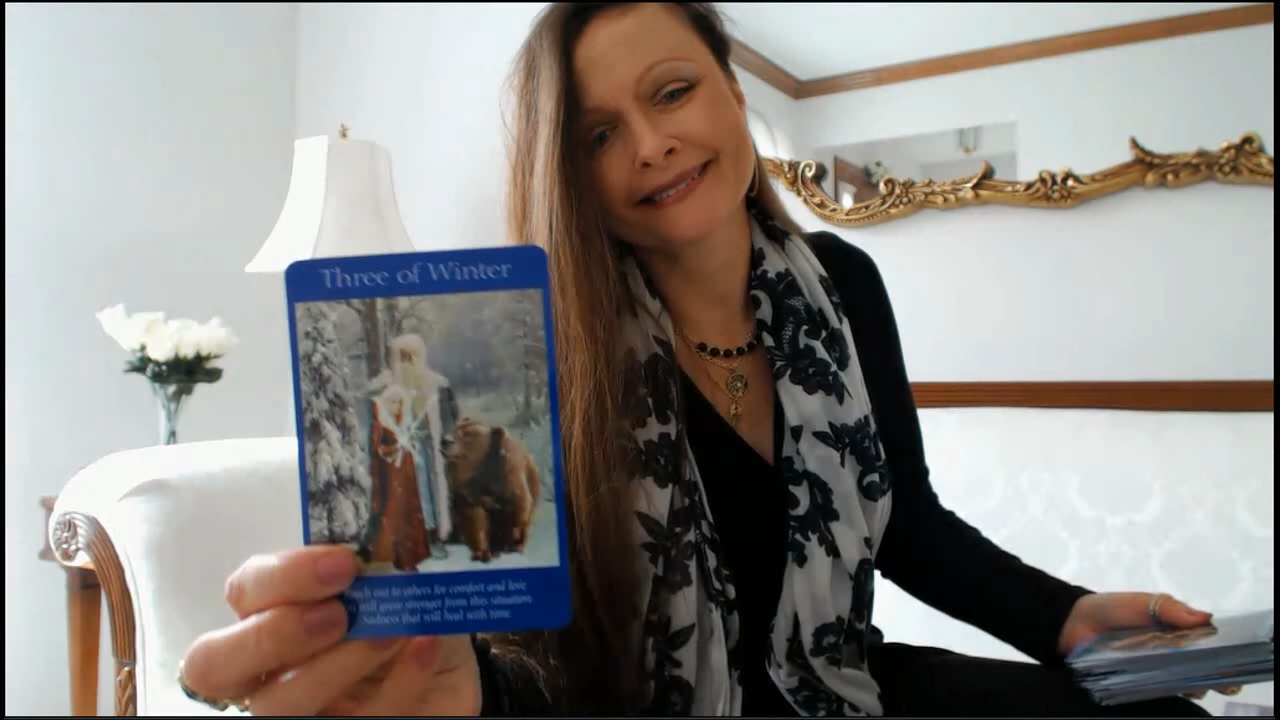 Three of Winter
out to others for comfort and love
will grow stronger from this situation
Sadness that will heal with time